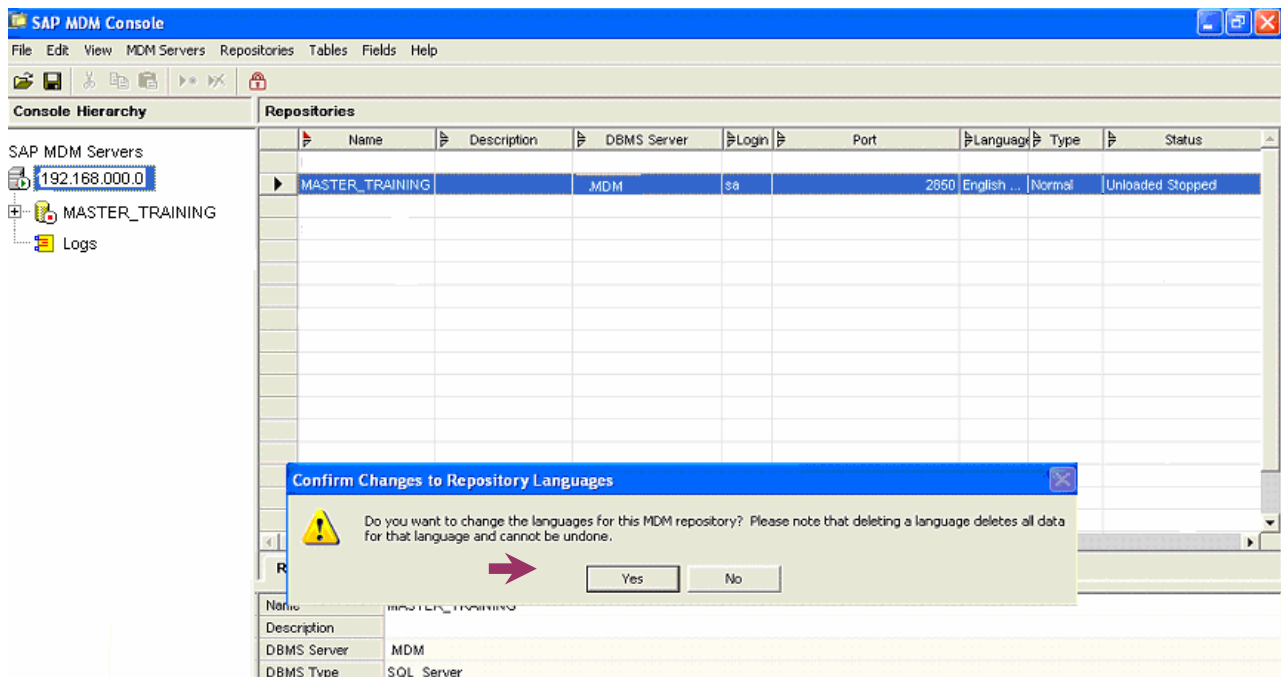 SAP MDM Console
File Edit View MDM Servers Repositories Tables Fields Help
Console Hierarchy
Repositories
Name Description DBMS Server Login Port Language Type Status
SAP MDM Servers
192.168.000.0
MASTER_TRAINING .MDM sa 2850 English ... Normal Unloaded Stopped
MASTER_TRAINING
Logs
Confirm Changes to Repository Languages
Do you want to change the languages for this MDM repository? Please note that deleting a language deletes all data
for that language and cannot be undone.
Yes No
R
Name MASTER_TRAINING
Description
DBMS Server MDM
DBMS Type SQL Server